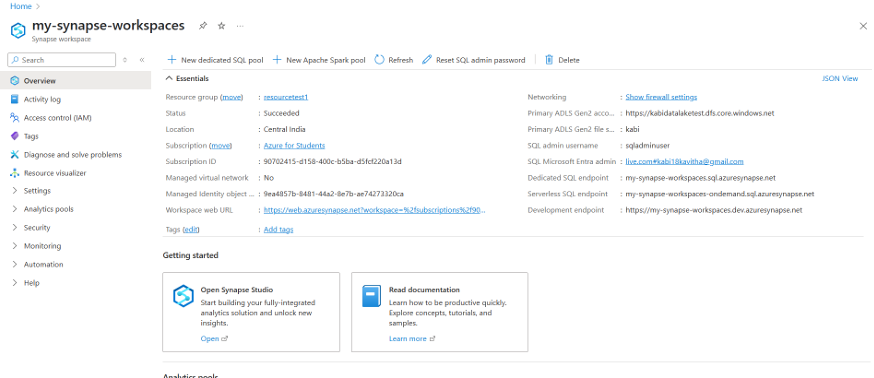 Home
my-synapse-workspaces
Synapse workspace
Search
Overview
Activity log
Access control (IAM)
Tags
Diagnose and solve problems
Resource visualizer
Settings
Analytics pools
Security
Monitoring
Automation
Help
New dedicated SQL pool New Apache Spark pool Refresh Reset SQL admin password Delete
Essentials
JSON View
Resource group (move) : resourcetest1
Status : Succeeded
Location : Central India
Subscription (move) : Azure for Students
Subscription ID : 90702415-d158-400c-b5ba-d5fcf220a13d
Managed virtual network : No
Managed Identity object ... : 9ea4857b-8481-44a2-8e7b-ae74273320ca
Workspace web URL : https://web.azuresynapse.net?workspace=%2fsubscriptions%2f90...
Tags (edit) : Add tags
Networking : Show firewall settings
Primary ADLS Gen2 acco... : https://kabidatalaketest.dfs.core.windows.net
Primary ADLS Gen2 file s... : kabi
SQL admin username : sqladminuser
SQL Microsoft Entra admin : live.com#kabi18kavitha@gmail.com
Dedicated SQL endpoint : my-synapse-workspaces.sql.azuresynapse.net
Serverless SQL endpoint : my-synapse-workspaces-ondemand.sql.azuresynapse.net
Development endpoint : https://my-synapse-workspaces.dev.azuresynapse.net
Getting started
Open Synapse Studio
Start building your fully-integrated
analytics solution and unlock new
insights.
Open
Read documentation
Learn how to be productive quickly.
Explore concepts, tutorials, and
samples.
Learn more
Analytics pools